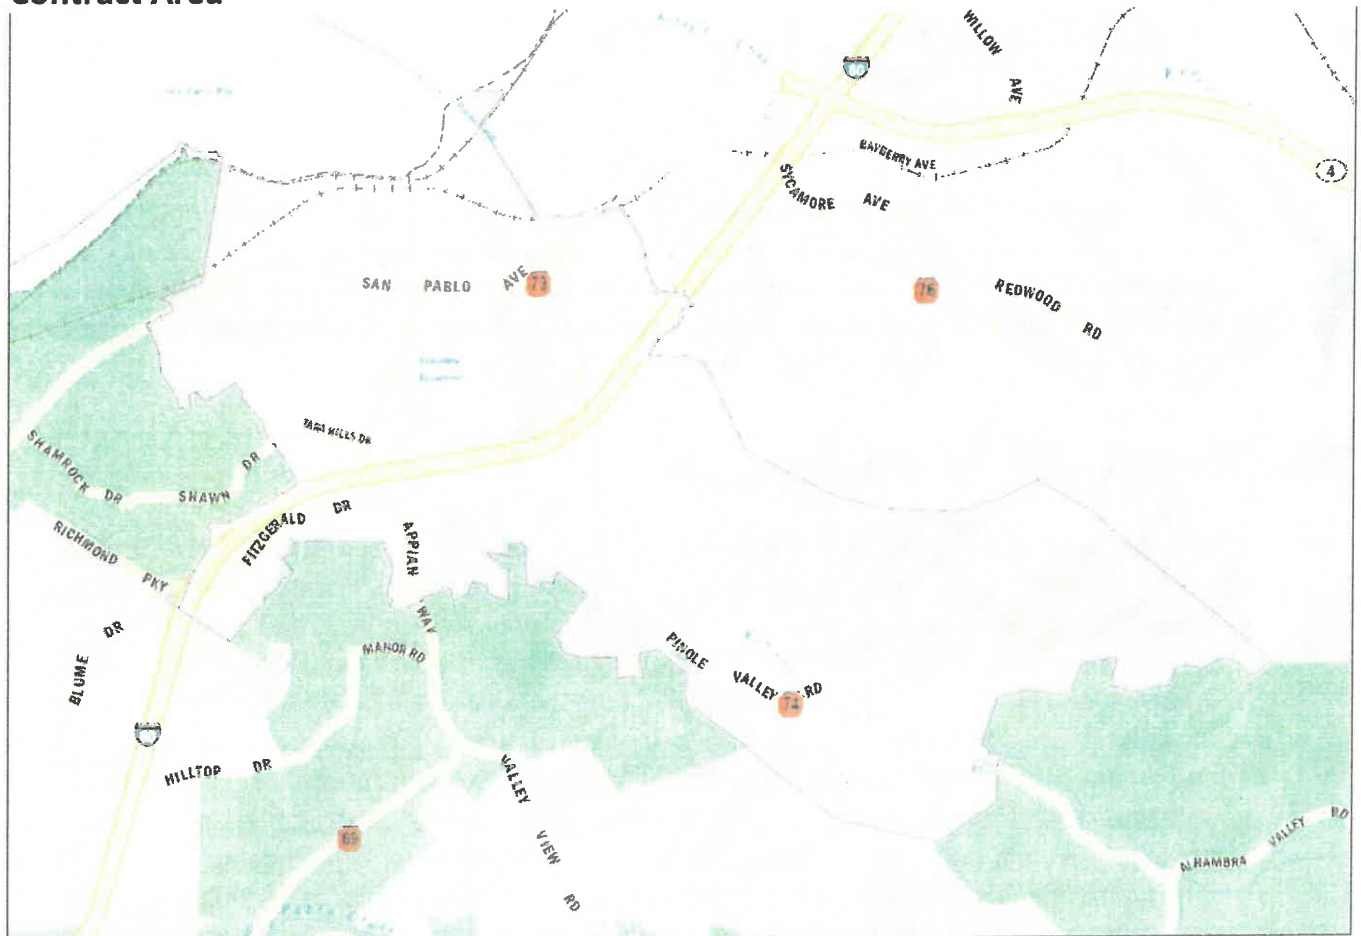 Contract Area
WILLOW AVE
80
BAYBERRY AVE
4
SYCAMORE AVE
SAN PABLO AVE
73
76
REDWOOD RD
TARA HILLS DR
SHAMROCK DR
SHAWN DR
FITZGERALD DR
APPIAN WAY
RICHMOND PKY
BLUME DR
MANOR RD
PINOLE VALLEY RD
74
HILLTOP DR
VALLEY VIEW RD
69
ALHAMBRA VALLEY RD